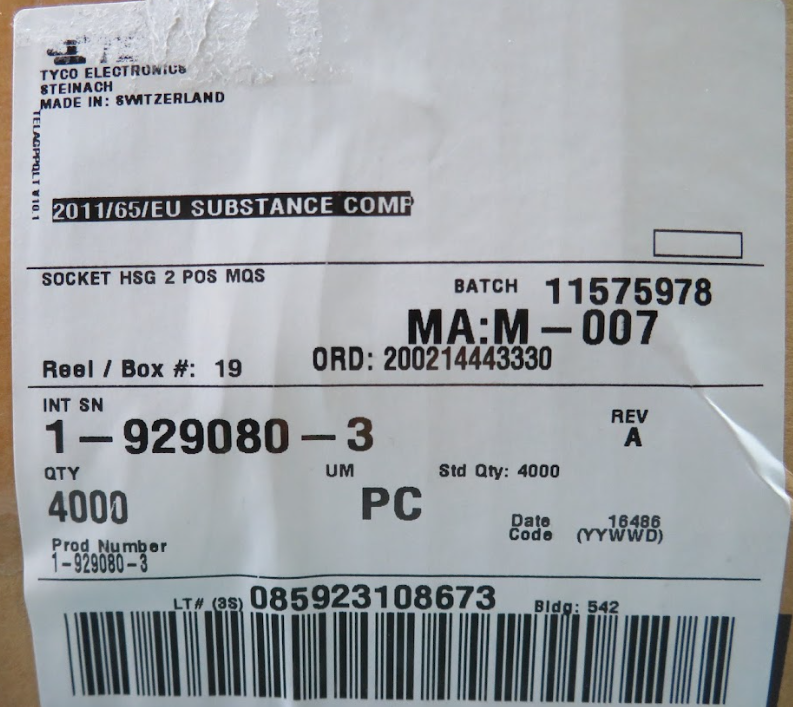 TYCO ELECTRONICS
STEINACH
MADE IN: SWITZERLAND
TELAGPPQLT V10.1
2011/65/EU SUBSTANCE COMP
SOCKET HSG 2 POS MQS
BATCH 11575978
MA:M-007
Reel / Box #: 19 ORD: 200214443330
INT SN
1-929080-3
REV
A
QTY UM Std Qty: 4000
4000 PC
Date Code 16486 (YYWWD)
Prod Number
1-929080-3
LT# (3S) 085923108673 Bldg: 542